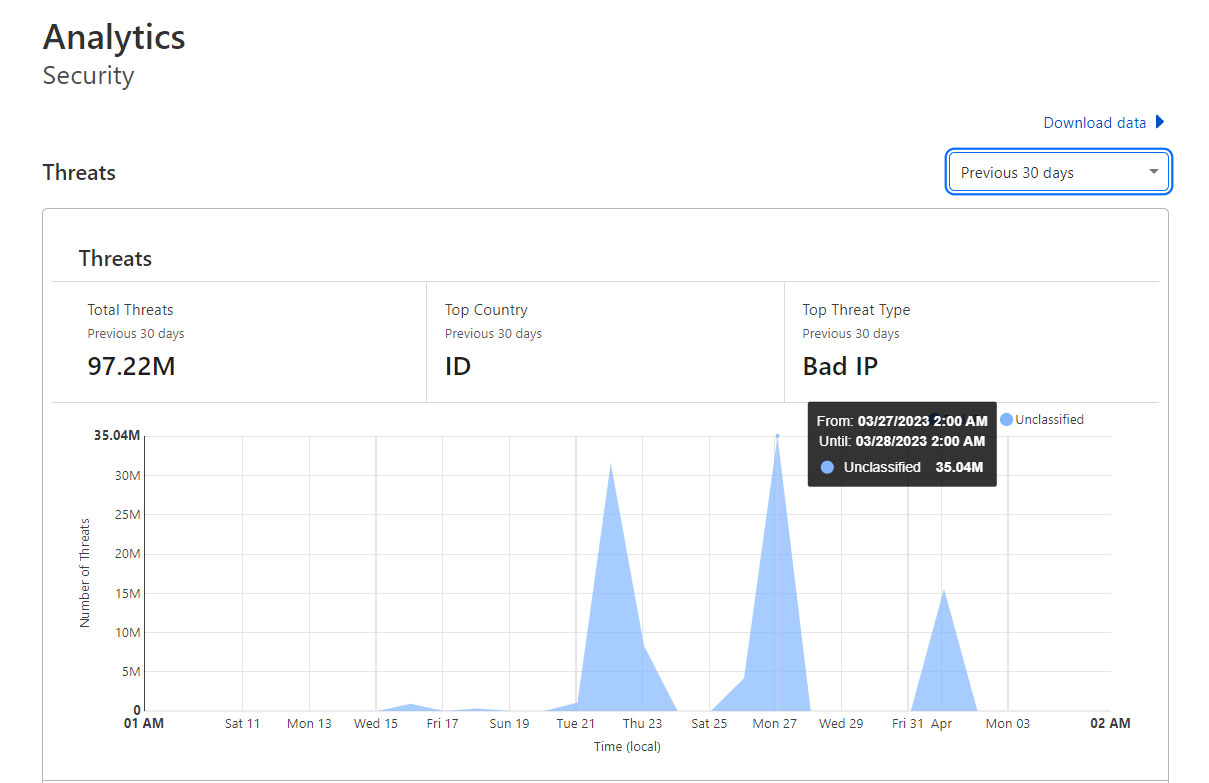 Analytics
Security
Download data
Threats
Previous 30 days
Threats
Total Threats
Previous 30 days
97.22M
Top Country
Previous 30 days
ID
Top Threat Type
Previous 30 days
Bad IP
Unclassified
From: 03/27/2023 2:00 AM
Until: 03/28/2023 2:00 AM
Unclassified 35.04M
35.04M
30M
25M
20M
15M
10M
5M
0
Number of Threats
01 AM Sat 11 Mon 13 Wed 15 Fri 17 Sun 19 Tue 21 Thu 23 Sat 25 Mon 27 Wed 29 Fri 31 Apr Mon 03 02 AM
Time (local)